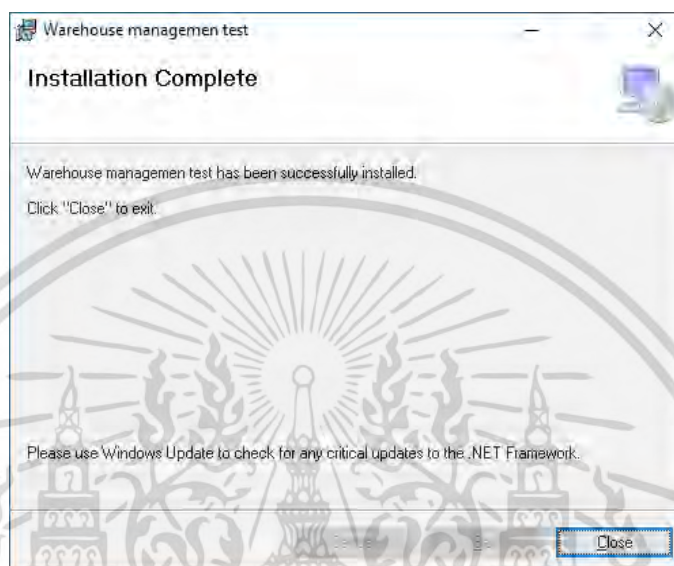 Warehouse managemen test
Installation Complete
Warehouse managemen test has been successfully installed.
Click "Close" to exit.
Please use Windows Update to check for any critical updates to the .NET Framework.
Close